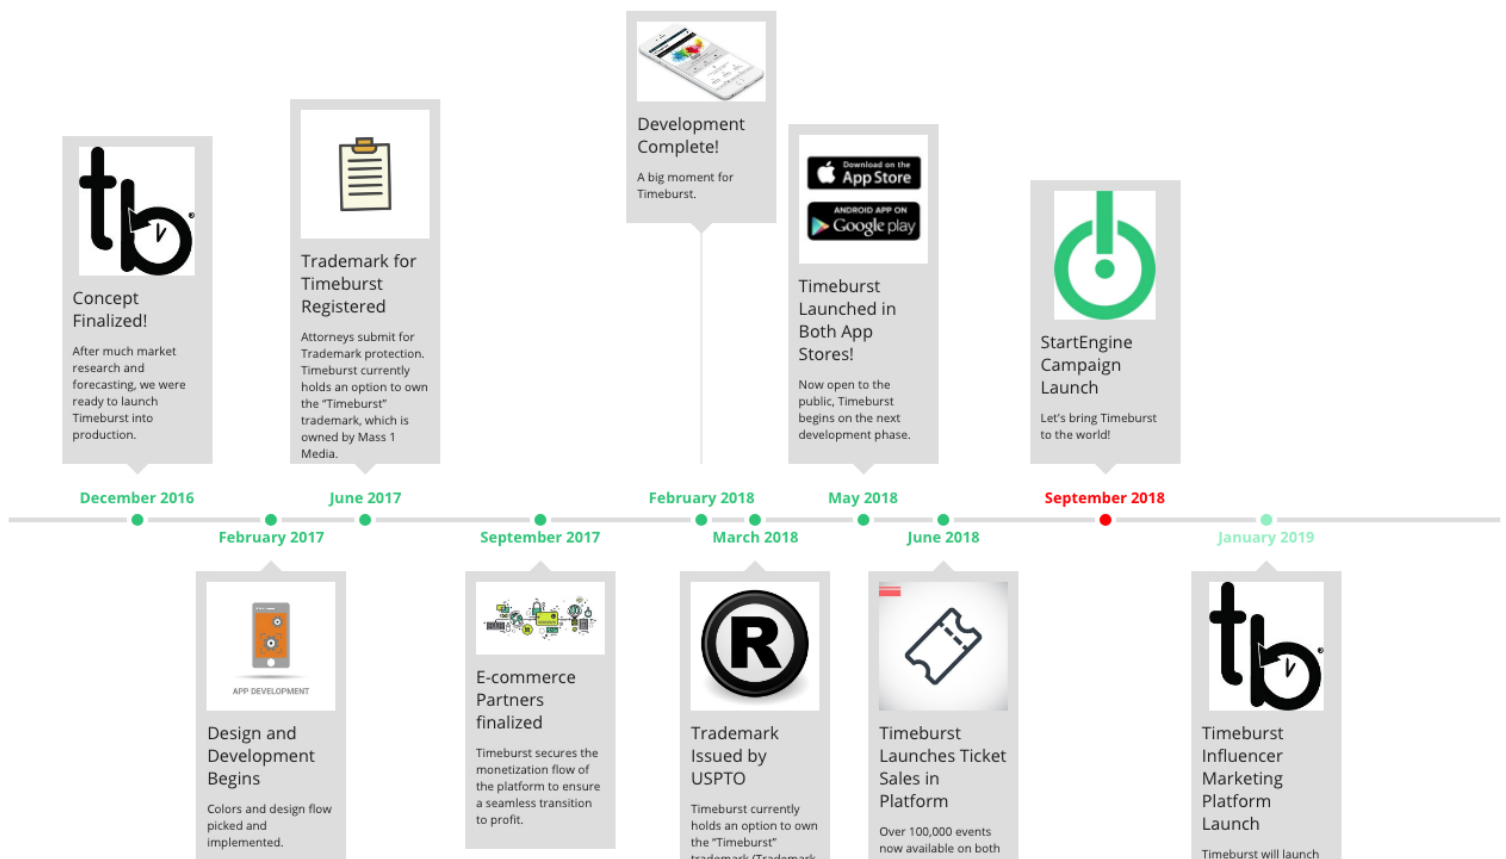 tb®
Concept
Finalized!
After much market
research and
forecasting, we were
ready to launch
Timeburst into
production.
December 2016
APP DEVELOPMENT
Design and
Development
Begins
Colors and design flow
picked and
implemented.
February 2017
Trademark for
Timeburst
Registered
Attorneys submit for
Trademark protection.
Timeburst currently
holds an option to own
the “Timeburst”
trademark, which is
owned by Mass 1
Media.
June 2017
September 2017
E-commerce
Partners
finalized
Timeburst secures the
monetization flow of
the platform to ensure
a seamless transition
to profit.
Development
Complete!
A big moment for
Timeburst.
February 2018
March 2018
R
Trademark
Issued by
USPTO
Timeburst currently
holds an option to own
the “Timeburst”
trademark (Trademark
Download on the
App Store
ANDROID APP ON
Google play
Timeburst
Launched in
Both App
Stores!
Now open to the
public, Timeburst
begins on the next
development phase.
May 2018
June 2018
Timeburst
Launches Ticket
Sales in
Platform
Over 100,000 events
now available on both
StartEngine
Campaign
Launch
Let's bring Timeburst
to the world!
September 2018
January 2019
tb®
Timeburst
Influencer
Marketing
Platform
Launch
Timeburst will launch